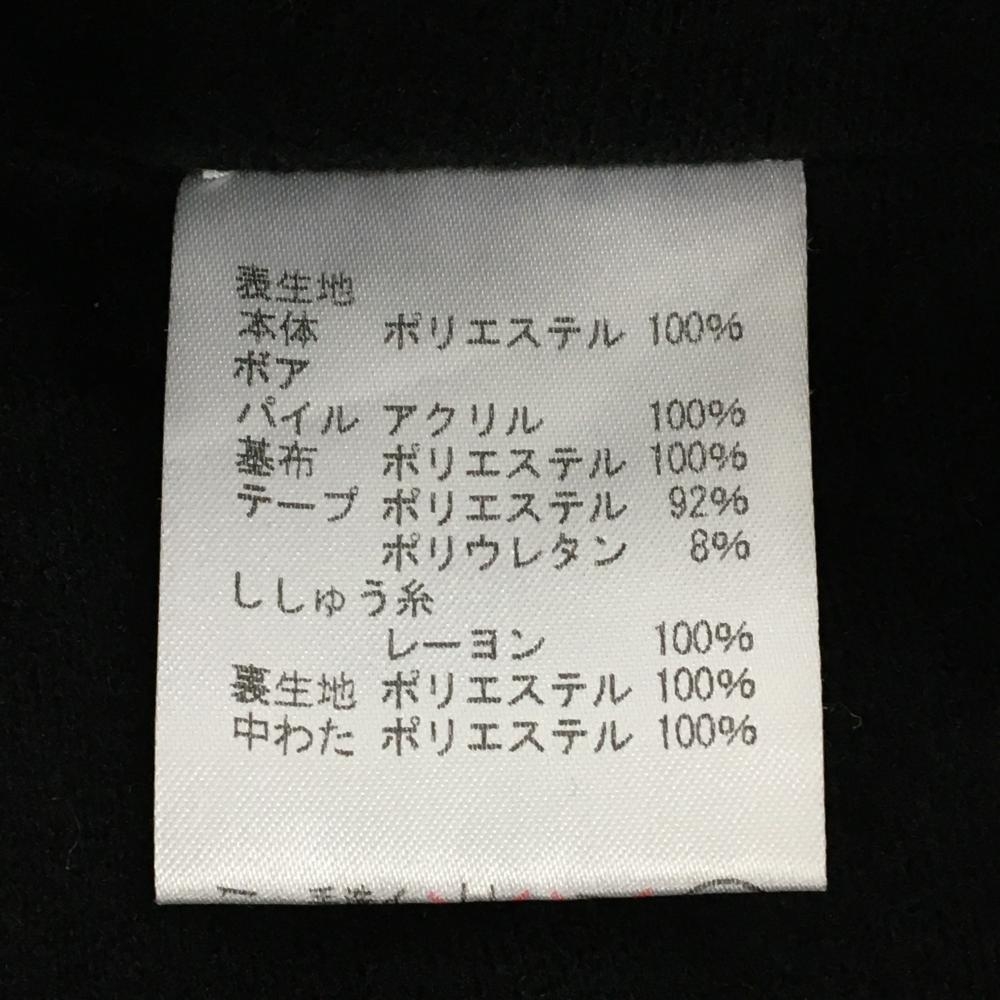 表生地
本体 ポリエステル 100%
ボア
パイル アクリル 100%
基布 ポリエステル 100%
テープ ポリエステル 92%
ポリウレタン 8%
ししゅう糸
レーヨン 100%
裏生地 ポリエステル 100%
中わた ポリエステル 100%